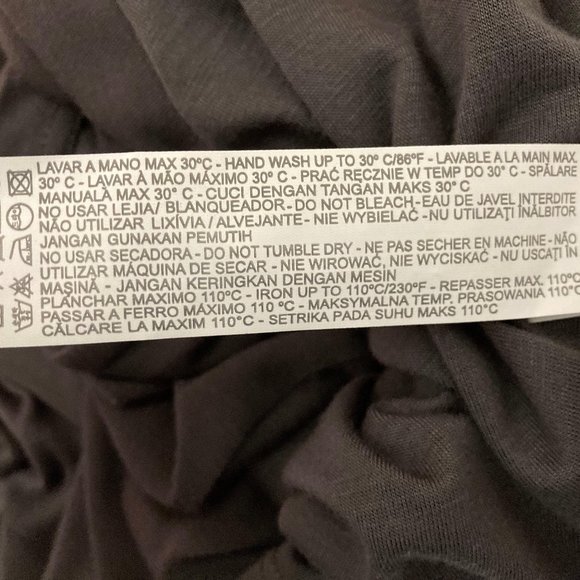 LAVAR A MANO MAX 30°C - HAND WASH UP TO 30° C/86°F - LAVABLE A LA MAIN MAX.
30° C - LAVAR À MÃO MÁXIMO 30° C - PRAĆ RĘCZNIE W TEMP DO 30° C - SPĂLARE
MANUALĂ MAX 30° C - CUCI DENGAN TANGAN MAKS 30° C
NO USAR LEJIA/ BLANQUEADOR- DO NOT BLEACH-EAU DE JAVEL INTERDITE
NÃO UTILIZAR LIXÍVIA / ALVEJANTE - NIE WYBIELAĆ - NU UTILIZAŢI ÎNĂLBITOR
JANGAN GUNAKAN PEMUTIH
NO USAR SECADORA - DO NOT TUMBLE DRY - NE PAS SECHER EN MACHINE - NÃO
UTILIZAR MÁQUINA DE SECAR - NIE WIROWAĆ, NIE WYCISKAĆ - NU USCAŢI ÎN
MAŞINĂ - JANGAN KERINGKAN DENGAN MESIN
PLANCHAR MAXIMO 110°C - IRON UP TO 110°C/230°F - REPASSER MAX. 110°C
PASSAR A FERRO MÁXIMO 110°C - MAKSYMALNA TEMP. PRASOWANIA 110°C
CĂLCARE LA MAXIM 110°C - SETRIKA PADA SUHU MAKS 110°C